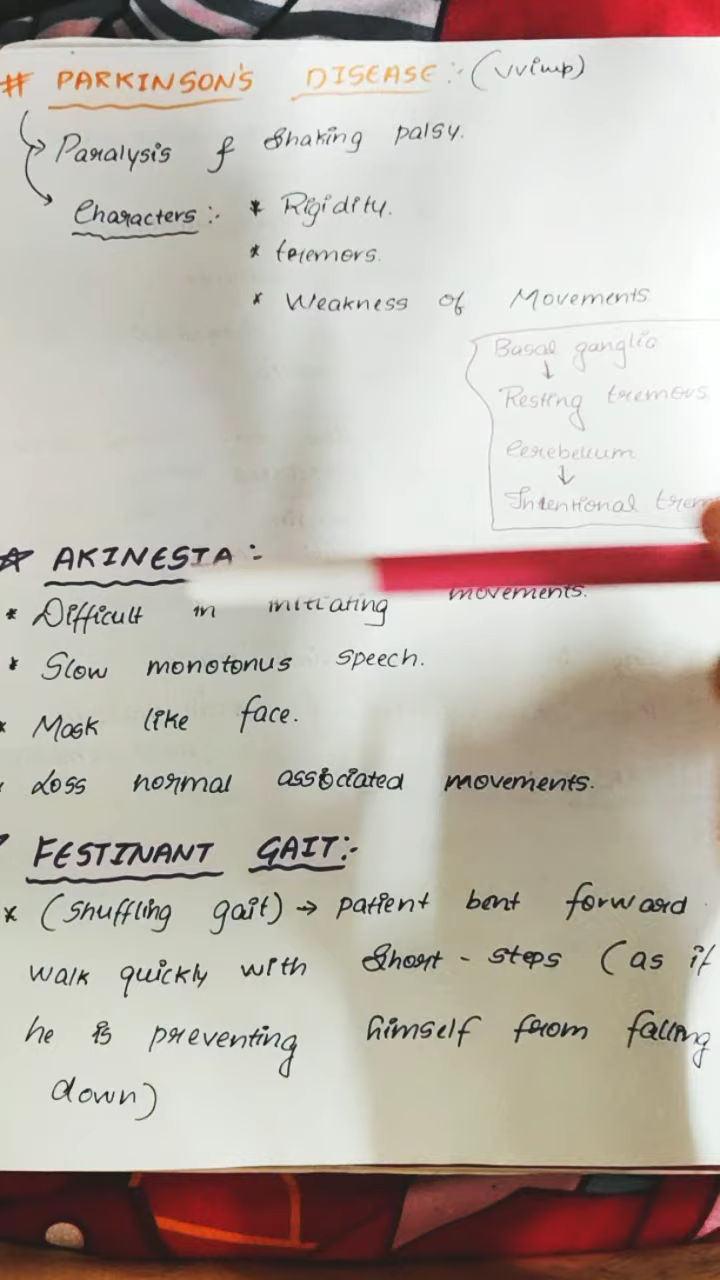 # PARKINSON'S DISEASE :- (vvimp)
Paralysis f Shaking palsy.
Characters :- * Rigidity.
* tremors.
* Weakness of Movements
Basal ganglia
↓
Resting tremors
Cerebellum
↓
Intentional trem
☆ AKINESIA :-
* Difficult in initiating movements.
* Slow monotonus speech.
* Mask like face.
Loss normal associated movements.
FESTINANT GAIT :-
* (Shuffling gait) → patient bent forward
walk quickly with Short - steps (as if
he is preventing himself from falling
down)